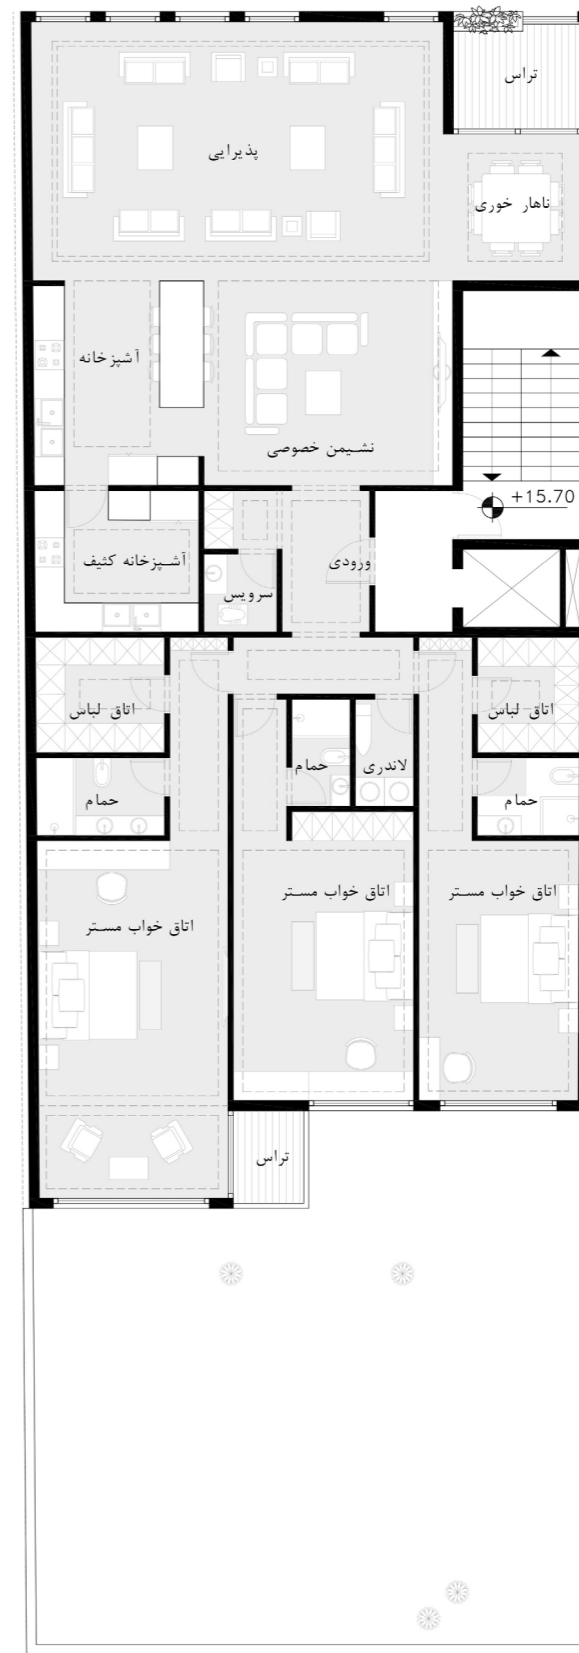 تراس
پذیرایی
ناهار خوری
آشپزخانه
نشیمن خصوصی
+15.70
آشپزخانه کثیف
سرویس
ورودی
اتاق لباس
اتاق لباس
حمام
حمام
لاندری
حمام
اتاق خواب مستر
اتاق خواب مستر
اتاق خواب مستر
تراس